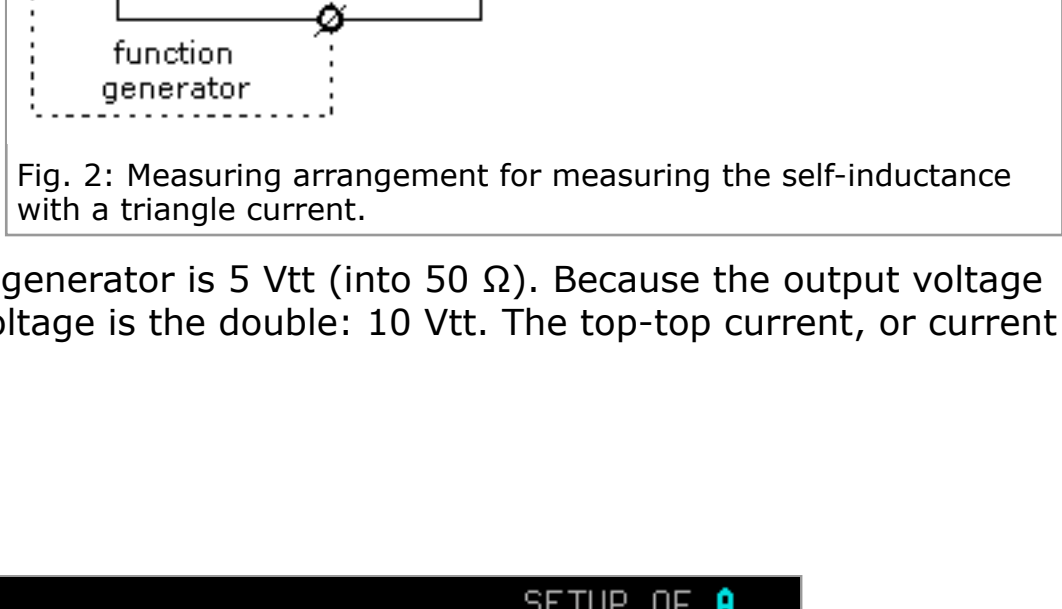 function
generator
Fig. 2: Measuring arrangement for measuring the self-inductance
with a triangle current.
generator is 5 Vtt (into 50 Ω). Because the output voltage
oltage is the double: 10 Vtt. The top-top current, or current
SETUP OF A